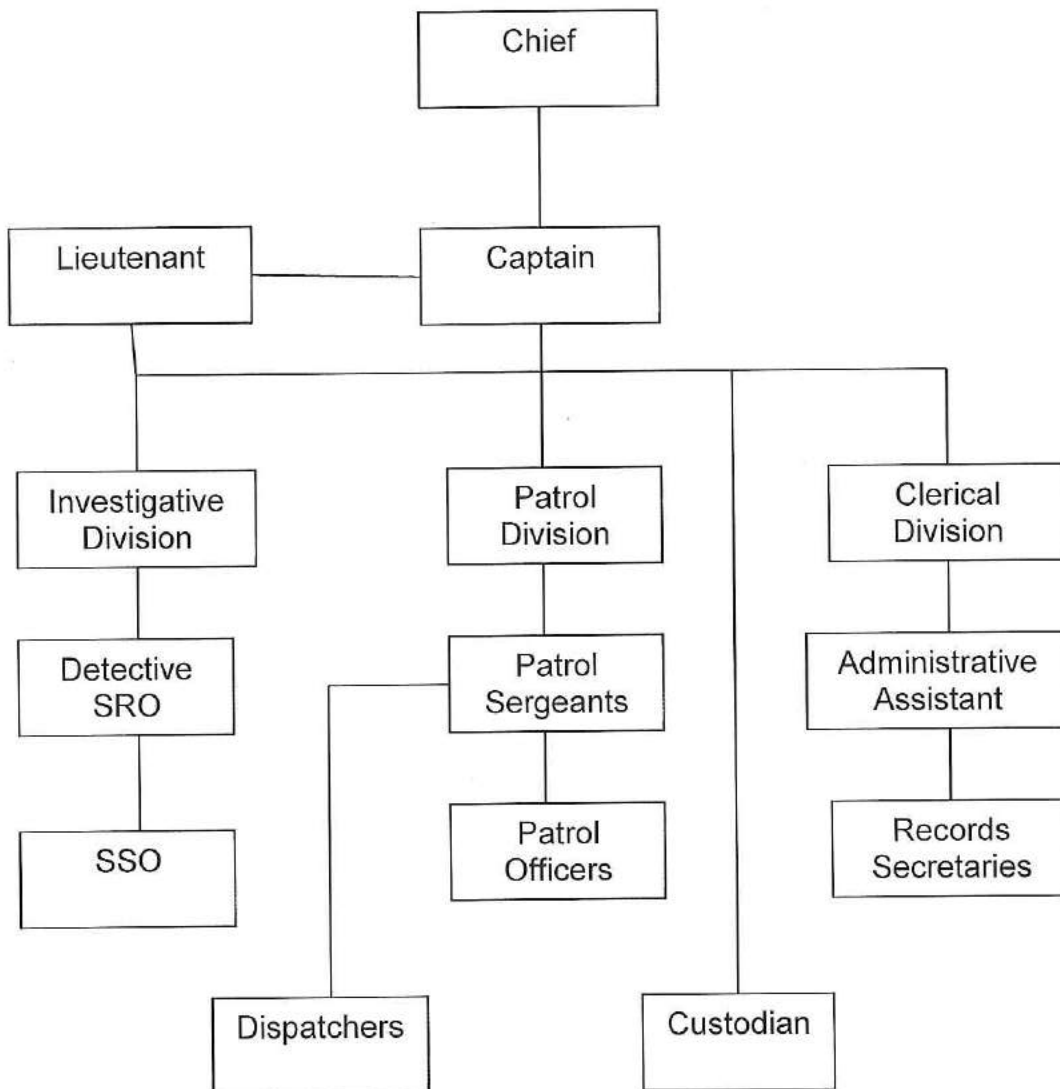 Chief
Lieutenant
Captain
Investigative
Division
Patrol
Division
Clerical
Division
Detective
SRO
Patrol
Sergeants
Administrative
Assistant
SSO
Patrol
Officers
Records
Secretaries
Dispatchers
Custodian